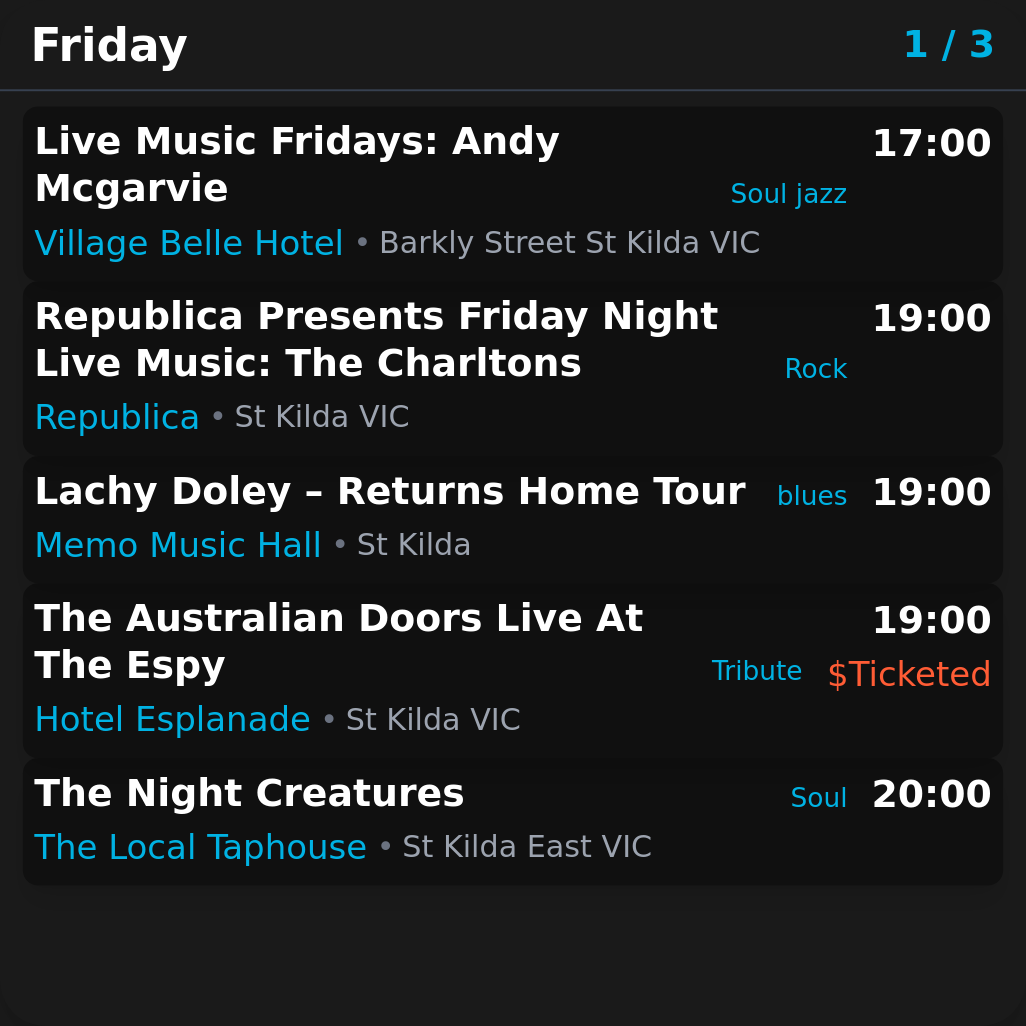 Friday 1 / 3
Live Music Fridays: Andy 17:00
Mcgarvie Soul jazz
Village Belle Hotel • Barkly Street St Kilda VIC
Republica Presents Friday Night 19:00
Live Music: The Charltons Rock
Republica • St Kilda VIC
Lachy Doley – Returns Home Tour blues 19:00
Memo Music Hall • St Kilda
The Australian Doors Live At 19:00
The Espy Tribute $Ticketed
Hotel Esplanade • St Kilda VIC
The Night Creatures Soul 20:00
The Local Taphouse • St Kilda East VIC